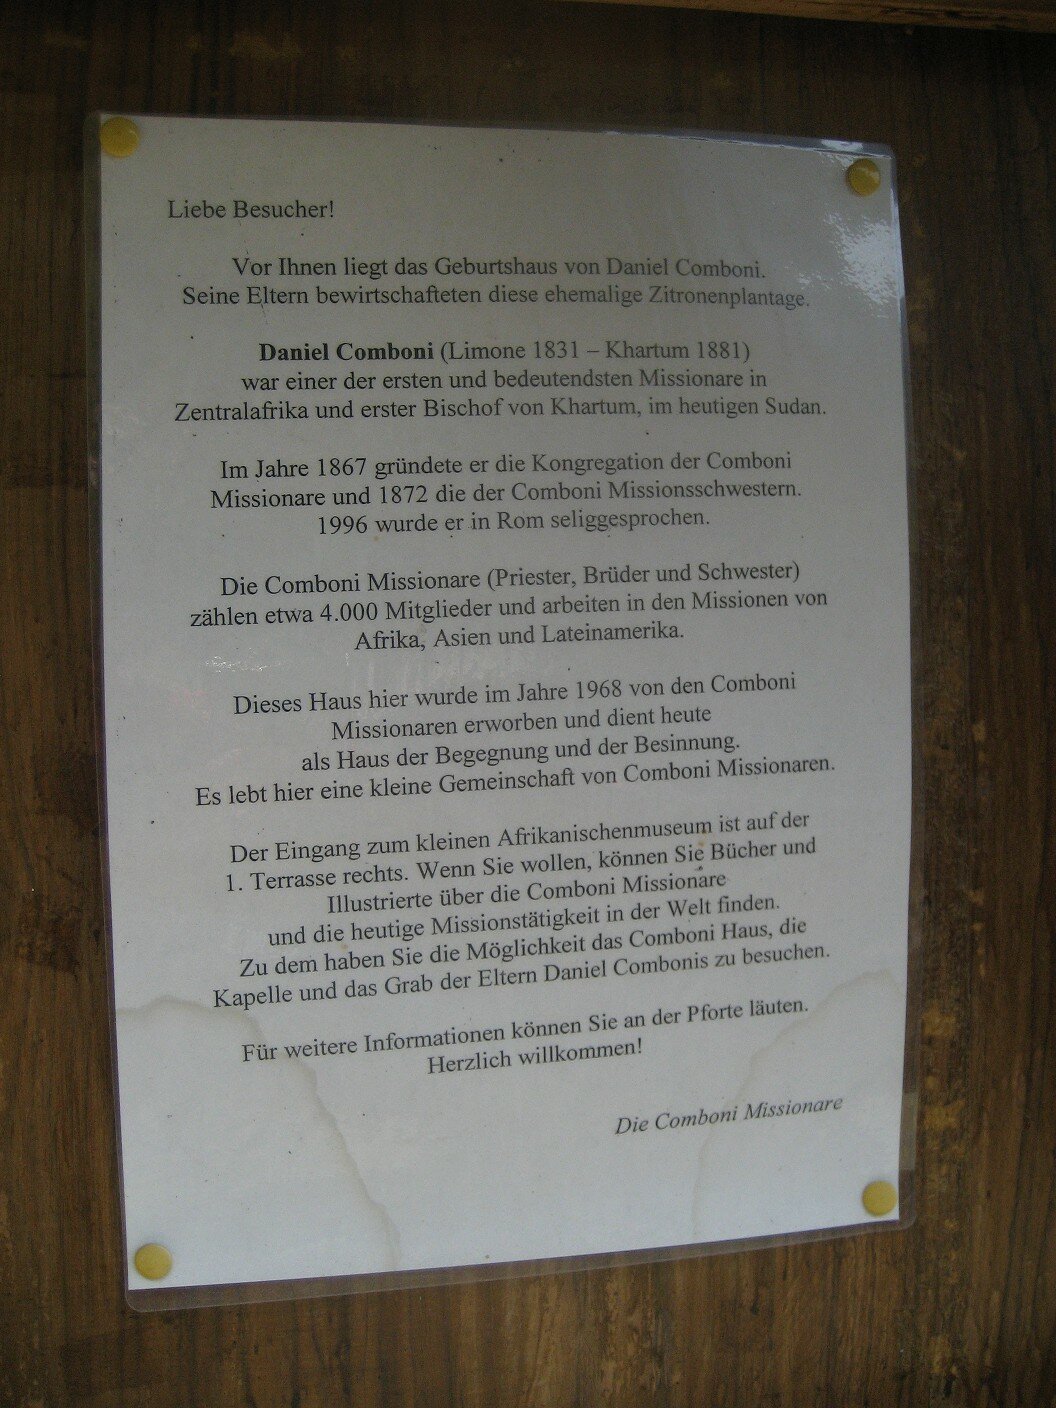 Liebe Besucher!
Vor Ihnen liegt das Geburtshaus von Daniel Comboni.
Seine Eltern bewirtschafteten diese ehemalige Zitronenplantage.
Daniel Comboni (Limone 1831 – Khartum 1881)
war einer der ersten und bedeutendsten Missionare in
Zentralafrika und erster Bischof von Khartum, im heutigen Sudan.
Im Jahre 1867 gründete er die Kongregation der Comboni
Missionare und 1872 die der Comboni Missionsschwestern.
1996 wurde er in Rom seliggesprochen.
Die Comboni Missionare (Priester, Brüder und Schwester)
zählen etwa 4.000 Mitglieder und arbeiten in den Missionen von
Afrika, Asien und Lateinamerika.
Dieses Haus hier wurde im Jahre 1968 von den Comboni
Missionaren erworben und dient heute
als Haus der Begegnung und der Besinnung.
Es lebt hier eine kleine Gemeinschaft von Comboni Missionaren.
Der Eingang zum kleinen Afrikanischenmuseum ist auf der
1. Terrasse rechts. Wenn Sie wollen, können Sie Bücher und
Illustrierte über die Comboni Missionare
und die heutige Missionstätigkeit in der Welt finden.
Zu dem haben Sie die Möglichkeit das Comboni Haus, die
Kapelle und das Grab der Eltern Daniel Combonis zu besuchen.
Für weitere Informationen können Sie an der Pforte läuten.
Herzlich willkommen!
Die Comboni Missionare